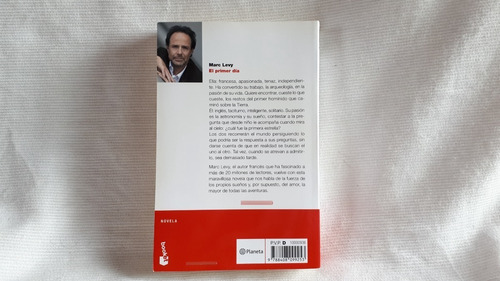 Marc Levy
El primer día
Ella: francesa, apasionada, tenaz, independien-
te. Ha convertido su trabajo, la arqueología, en la
pasión de su vida. Quiere encontrar, cueste lo que
cueste, los restos del primer homínido que ca-
minó sobre la Tierra.
Él: inglés, taciturno, inteligente, solitario. Su pasión
es la astronomía y su sueño, contestar a la pre-
gunta que desde niño le acompaña cuando mira
al cielo: ¿cuál fue la primera estrella?
Los dos recorrerán el mundo persiguiendo lo
que podría ser la respuesta a sus preguntas, sin
darse cuenta de que en realidad se buscan el
uno al otro. Tal vez, cuando se atrevan a admitir-
lo, sea demasiado tarde.
Marc Levy, el autor francés que ha fascinado a
más de 20 millones de lectores, vuelve con esta
maravillosa novela que nos habla de la fuerza de
los propios sueños y, por supuesto, del amor, la
mayor de todas las aventuras.
NOVELA
booket
Planeta
P.V.P. D
9 788408 099253